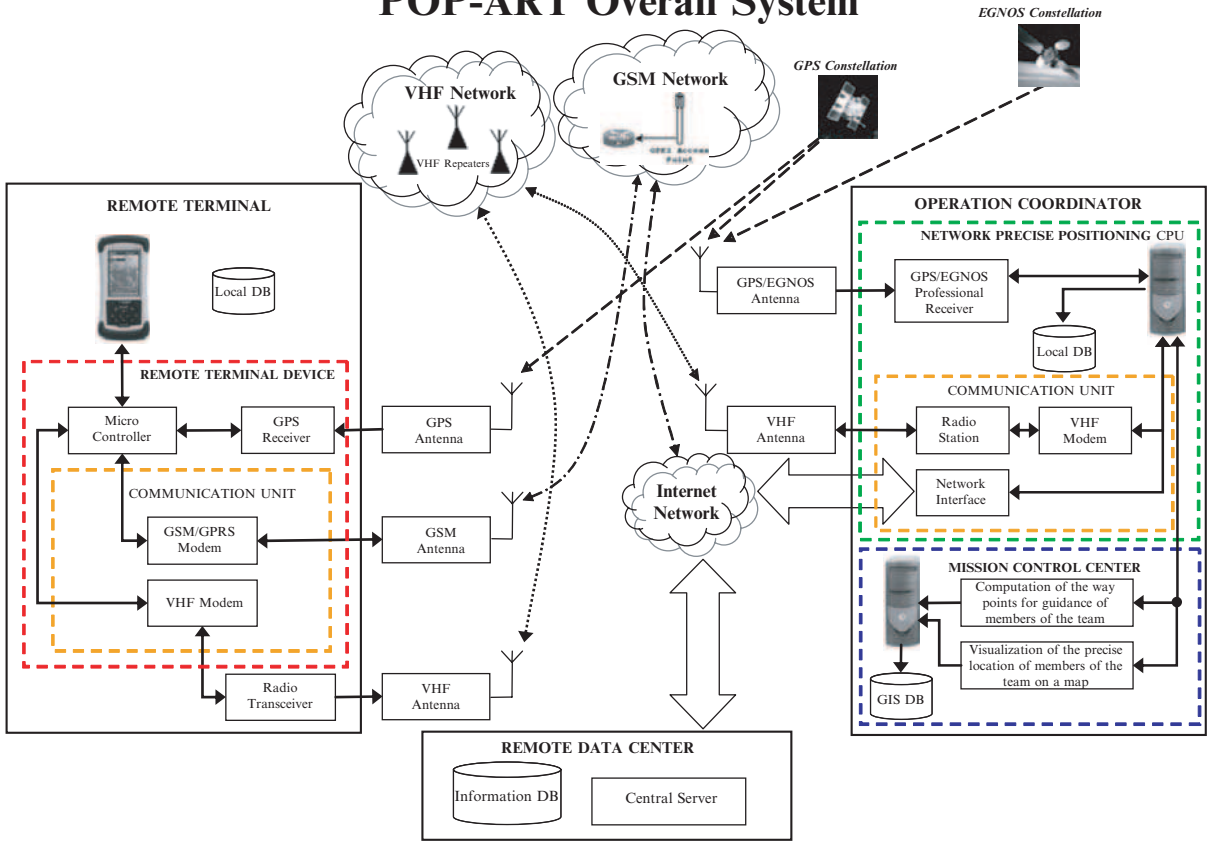 POP-ART Overall System
EGNOS Constellation
GPS Constellation
VHF Network
VHF Repeaters
GSM Network
Access
Point
REMOTE TERMINAL
Local DB
REMOTE TERMINAL DEVICE
Micro
Controller
GPS
Receiver
COMMUNICATION UNIT
GSM/GPRS
Modem
VHF Modem
Radio
Transceiver
GPS
Antenna
GSM
Antenna
VHF
Antenna
OPERATION COORDINATOR
NETWORK PRECISE POSITIONING CPU
GPS/EGNOS
Antenna
GPS/EGNOS
Professional
Receiver
Local DB
COMMUNICATION UNIT
VHF
Antenna
Radio
Station
VHF
Modem
Network
Interface
Internet
Network
MISSION CONTROL CENTER
Computation of the way
points for guidance of
members of the team
Visualization of the precise
location of members of the
team on a map
GIS DB
REMOTE DATA CENTER
Information DB
Central Server